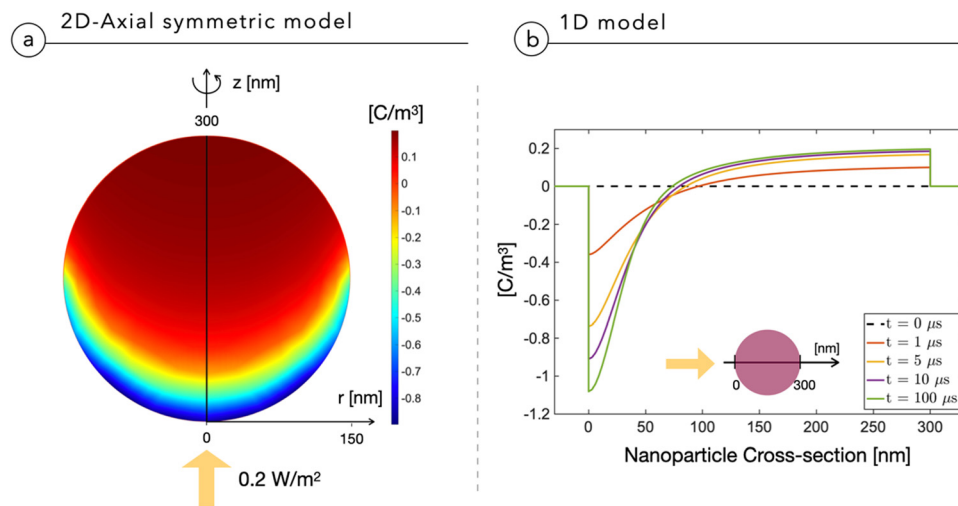 a
2D-Axial symmetric model
z [nm]
300
[C/m³]
0.1
0
-0.1
-0.2
-0.3
-0.4
-0.5
-0.6
-0.7
-0.8
r [nm]
0
150
0.2 W/m²
b
1D model
0.2
0
-0.2
-0.4
-0.6
-0.8
-1
-1.2
[C/m³]
t = 0 μs
t = 1 μs
t = 5 μs
t = 10 μs
t = 100 μs
[nm]
0
300
0
50
100
150
200
250
300
Nanoparticle Cross-section [nm]